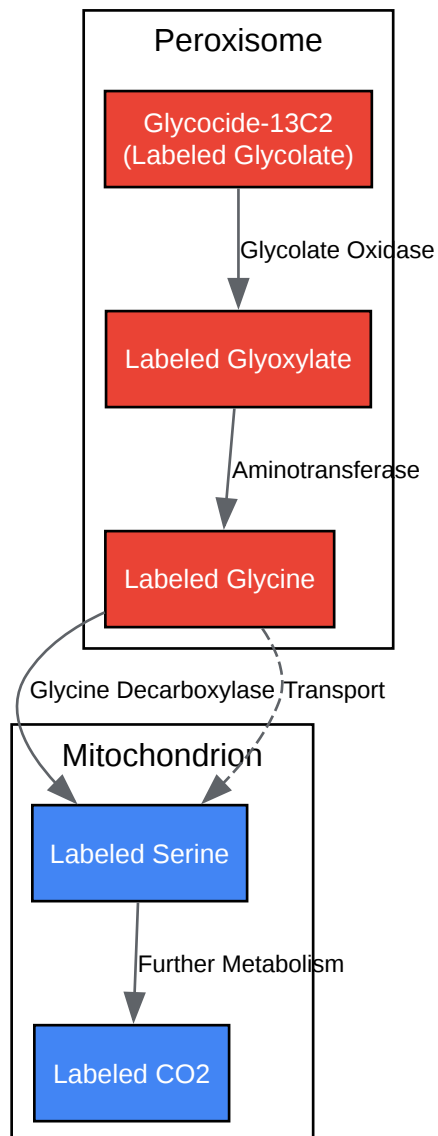 Peroxisome
Glycocide-13C2
(Labeled Glycolate)
Glycolate Oxidase
Labeled Glyoxylate
Aminotransferase
Labeled Glycine
Glycine Decarboxylase
Transport
Mitochondrion
Labeled Serine
Further Metabolism
Labeled CO2